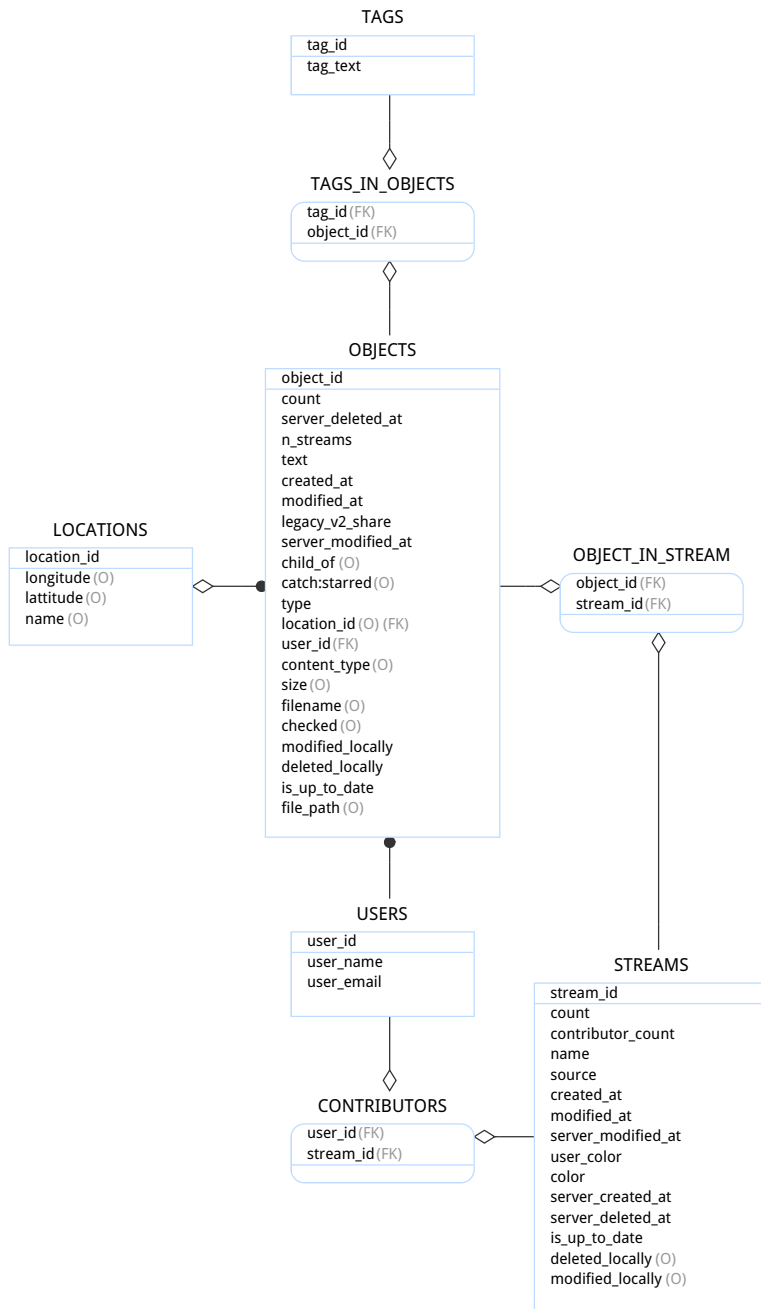 TAGS
tag_id
tag_text
TAGS_IN_OBJECTS
tag_id (FK)
object_id (FK)
OBJECTS
object_id
count
server_deleted_at
n_streams
text
created_at
modified_at
legacy_v2_share
server_modified_at
child_of (O)
catch:starred (O)
type
location_id (O) (FK)
user_id (FK)
content_type (O)
size (O)
filename (O)
checked (O)
modified_locally
deleted_locally
is_up_to_date
file_path (O)
LOCATIONS
location_id
longitude (O)
lattitude (O)
name (O)
OBJECT_IN_STREAM
object_id (FK)
stream_id (FK)
USERS
user_id
user_name
user_email
CONTRIBUTORS
user_id (FK)
stream_id (FK)
STREAMS
stream_id
count
contributor_count
name
source
created_at
modified_at
server_modified_at
user_color
color
server_created_at
server_deleted_at
is_up_to_date
deleted_locally (O)
modified_locally (O)